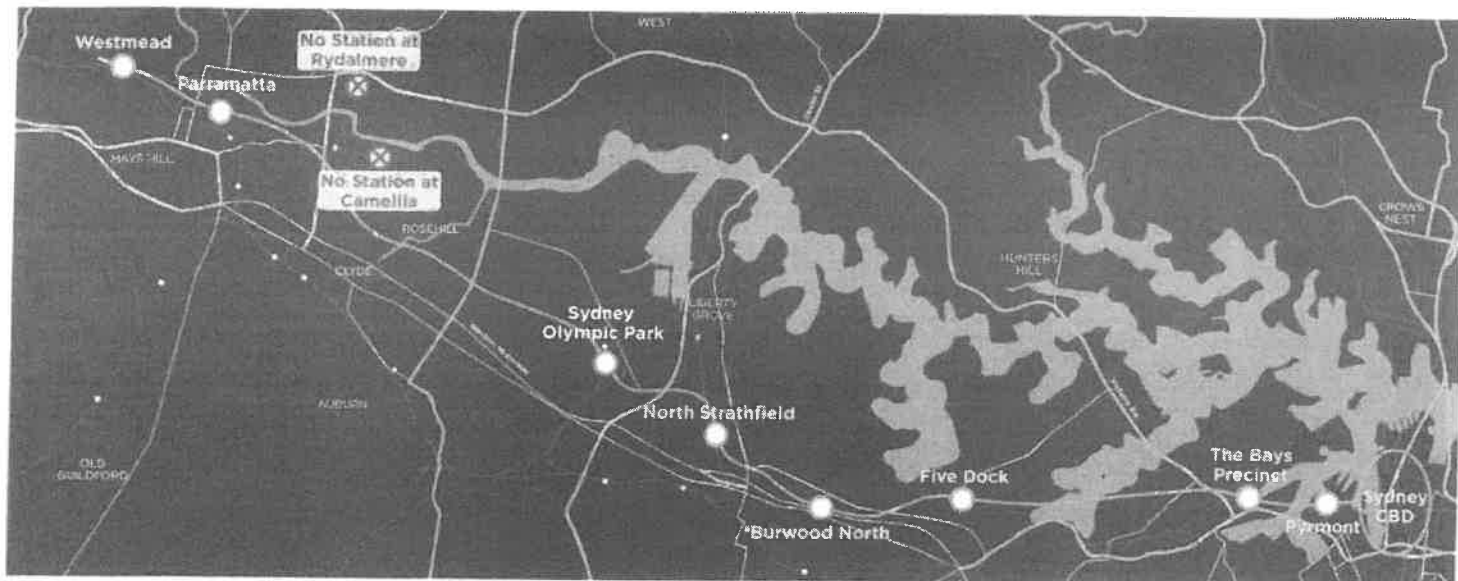 WEST
Westmead
No Station at
Rydalmere
Parramatta
MAYS HILL
No Station at
Camellia
ROSEHILL
CROWS
NEST
CLYDE
HUNTERS
HILL
LIBERTY
GROVE
Sydney
Olympic Park
AUBURN
North Strathfield
OLD
GUILDFORD
Five Dock
The Bays
Precinct
*Burwood North
Pyrmont
Sydney
CBD